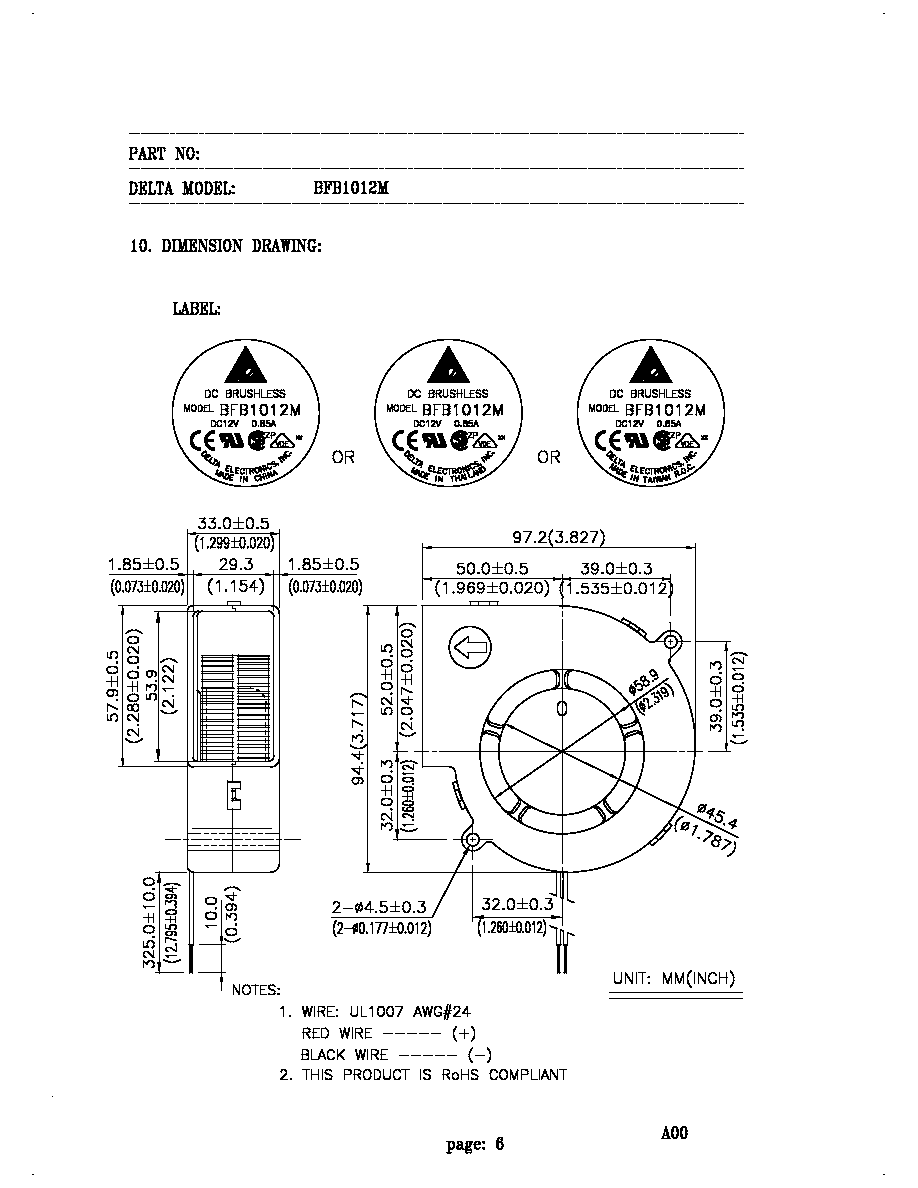 PART NO:
DELTA MODEL: BFB1012M
10. DIMENSION DRAWING:
LABEL:
DC BRUSHLESS
MODEL BFB1012M
DC12V 0.85A
DELTA ELECTRONICS, INC.
MADE IN CHINA
OR
DC BRUSHLESS
MODEL BFB1012M
DC12V 0.85A
DELTA ELECTRONICS, INC.
MADE IN THAILAND
OR
DC BRUSHLESS
MODEL BFB1012M
DC12V 0.85A
DELTA ELECTRONICS, INC.
MADE IN TAIWAN R.O.C.
33.0±0.5
(1.299±0.020)
1.85±0.5
(0.073±0.020)
29.3
(1.154)
1.85±0.5
(0.073±0.020)
57.9±0.5
(2.280±0.020)
53.9
(2.122)
325.0±10.0
(12.795±0.394)
10.0
(0.394)
97.2(3.827)
50.0±0.5
(1.969±0.020)
39.0±0.3
(1.535±0.012)
94.4(3.717)
52.0±0.5
(2.047±0.020)
32.0±0.3
(1.260±0.012)
ø58.9
(ø2.319)
39.0±0.3
(1.535±0.012)
ø45.4
(ø1.787)
2-ø4.5±0.3
(2-ø0.177±0.012)
32.0±0.3
(1.260±0.012)
UNIT: MM(INCH)
NOTES:
1. WIRE: UL1007 AWG#24
RED WIRE ----- (+)
BLACK WIRE ----- (-)
2. THIS PRODUCT IS RoHS COMPLIANT
page: 6
A00